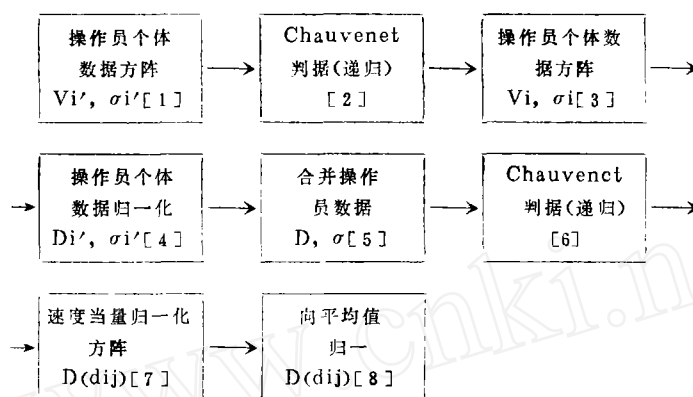 操作员个体
数据方阵
Vi′, σi′[1]
Chauvenet
判据(递归)
[2]
操作员个体数
据方阵
Vi, σi[3]
操作员个体
数据归一化
Di′, σi′[4]
合并操作
员数据
D, σ[5]
Chauvenct
判据(递归)
[6]
速度当量归一化
方阵
D(dij)[7]
向平均值
归一
D(dij)[8]
www.cnki.n